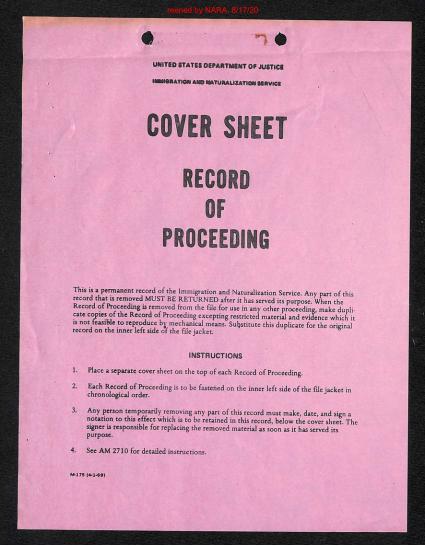 reened by NARA, 8/17/20
UNITED STATES DEPARTMENT OF JUSTICE
IMMIGRATION AND NATURALIZATION SERVICE
COVER SHEET
RECORD
OF
PROCEEDING
This is a permanent record of the Immigration and Naturalization Service. Any part of this
record that is removed MUST BE RETURNED after it has served its purpose. When the
Record of Proceeding is removed from the file for use in any other proceeding, make dupli-
cate copies of the Record of Proceeding excepting restricted material and evidence which it
is not feasible to reproduce by mechanical means. Substitute this duplicate for the original
record on the inner left side of the file jacket.
INSTRUCTIONS
1. Place a separate cover sheet on the top of each Record of Proceeding.
2. Each Record of Proceeding is to be fastened on the inner left side of the file jacket in
chronological order.
3. Any person temporarily removing any part of this record must make, date, and sign a
notation to this effect which is to be retained in this record, below the cover sheet. The
signer is responsible for replacing the removed material as soon as it has served its
purpose.
4. See AM 2710 for detailed instructions.
M-175 (4-1-69)